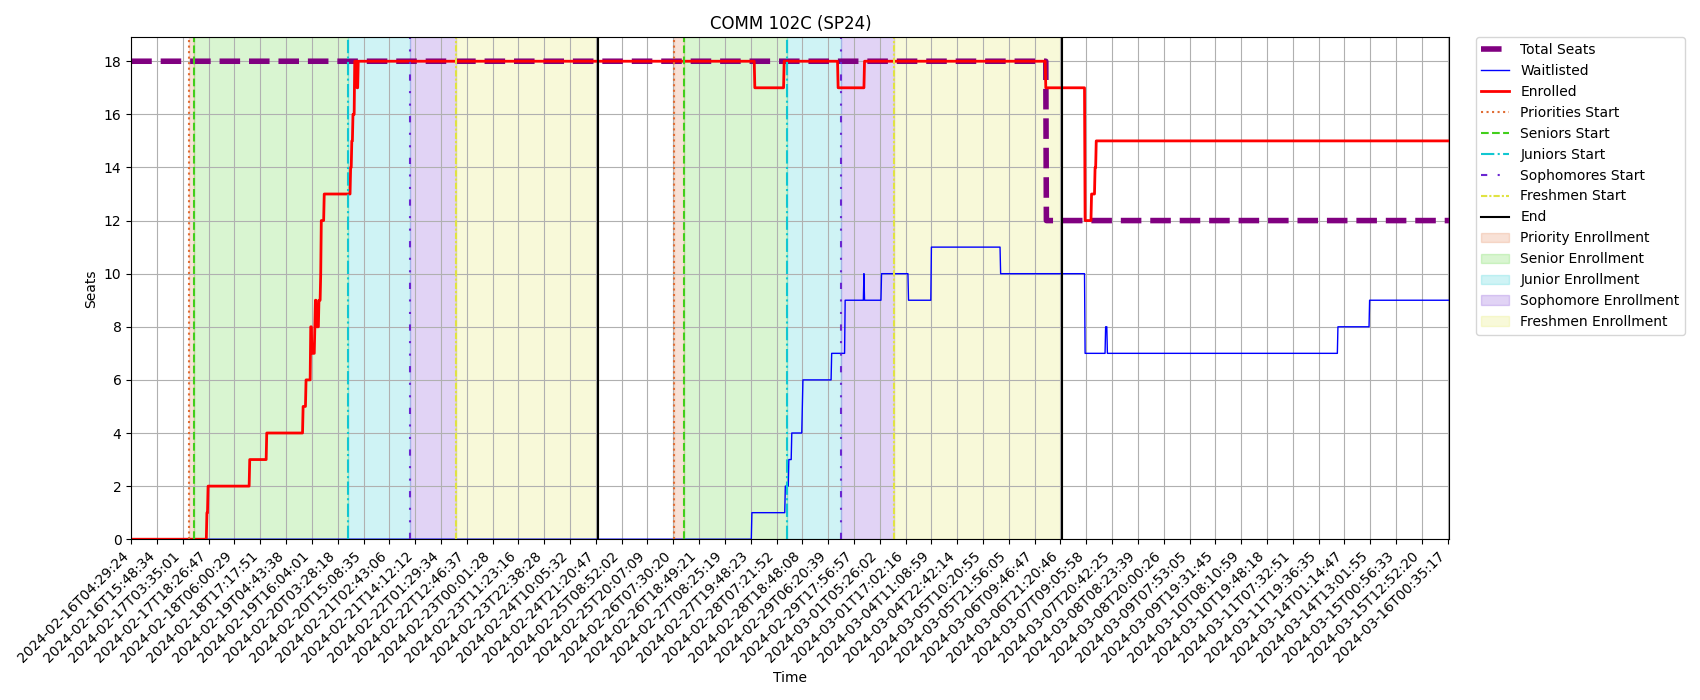 COMM 102C (SP24)
Seats
18
16
14
12
10
8
6
4
2
0
2024-02-16T04:29:24
2024-02-16T15:48:34
2024-02-17T03:35:01
2024-02-17T18:26:47
2024-02-18T06:00:29
2024-02-18T17:17:51
2024-02-19T04:43:38
2024-02-19T16:04:01
2024-02-20T03:28:18
2024-02-20T15:08:35
2024-02-21T02:43:06
2024-02-21T14:12:12
2024-02-22T01:29:34
2024-02-22T12:46:37
2024-02-23T00:01:28
2024-02-23T11:23:16
2024-02-23T22:38:28
2024-02-24T10:05:32
2024-02-24T21:20:47
2024-02-25T08:52:02
2024-02-25T20:07:09
2024-02-26T07:30:20
2024-02-26T18:49:21
2024-02-27T08:25:19
2024-02-27T19:48:23
2024-02-28T07:21:52
2024-02-28T18:48:08
2024-02-29T06:20:39
2024-02-29T17:56:57
2024-03-01T05:26:02
2024-03-01T17:02:16
2024-03-04T11:08:59
2024-03-04T22:42:14
2024-03-05T10:20:55
2024-03-05T21:56:05
2024-03-06T09:46:47
2024-03-06T21:20:46
2024-03-07T09:05:58
2024-03-07T20:42:25
2024-03-08T08:23:39
2024-03-08T20:00:26
2024-03-09T07:53:05
2024-03-09T19:31:45
2024-03-10T08:10:59
2024-03-10T19:48:18
2024-03-11T07:32:51
2024-03-11T19:36:35
2024-03-14T01:14:47
2024-03-14T13:01:55
2024-03-15T00:56:33
2024-03-15T12:52:20
2024-03-16T00:35:17
Time
Total Seats
Waitlisted
Enrolled
Priorities Start
Seniors Start
Juniors Start
Sophomores Start
Freshmen Start
End
Priority Enrollment
Senior Enrollment
Junior Enrollment
Sophomore Enrollment
Freshmen Enrollment